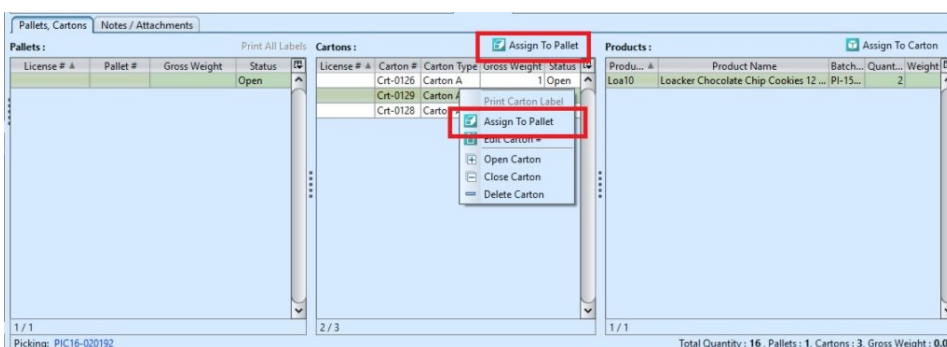 Pallets, Cartons Notes / Attachments
Pallets : Print All Labels Cartons : Assign To Pallet Products : Assign To Carton
License # Pallet # Gross Weight Status License # Carton # Carton Type Gross Weight Status Produ... Product Name Batch... Quant... Weight
Open Crt-0126 Carton A 1 Open Loa10 Loacker Chocolate Chip Cookies 12 ... PI-15... 2
Crt-0129 Carton A Print Carton Label
Crt-0128 Assign To Pallet
Edit Carton
Open Carton
Close Carton
Delete Carton
1 / 1 2 / 3 1 / 1
Picking: PIC16-020192 Total Quantity : 16 , Pallets : 1, Cartons : 3, Gross Weight : 0.0